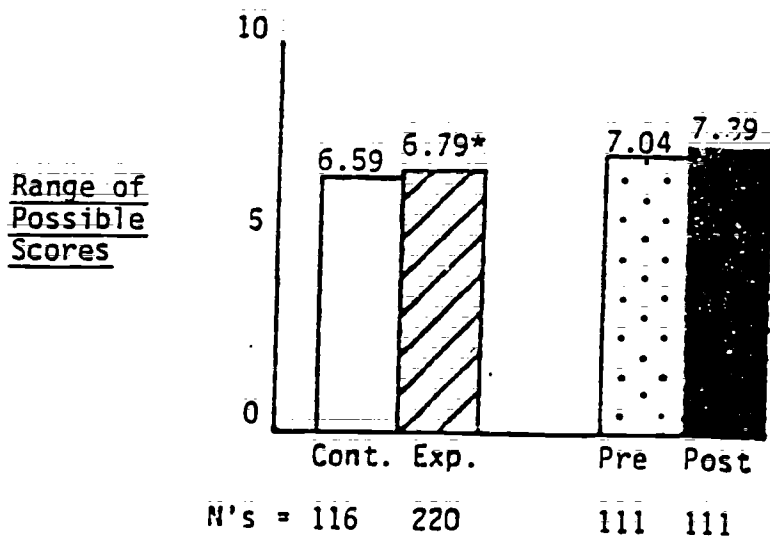 10
6.59 6.79* 7.04 7.39
Range of
Possible
Scores
5
0
Cont. Exp. Pre Post
N's = 116 220 111 111